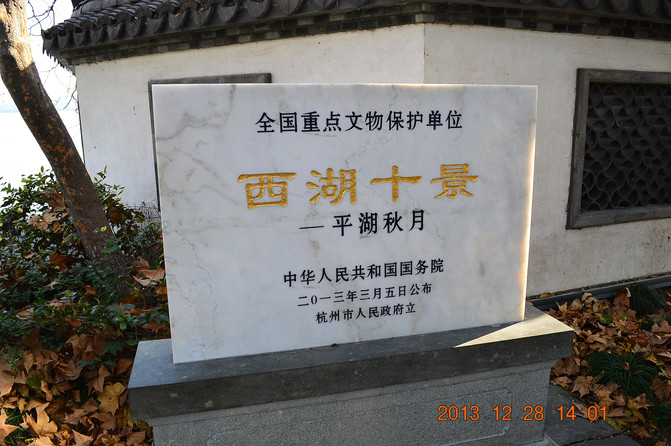 全国重点文物保护单位
西湖十景
—平湖秋月
中华人民共和国国务院
二〇一三年三月五日公布
杭州市人民政府立
2013 12 28 14 01